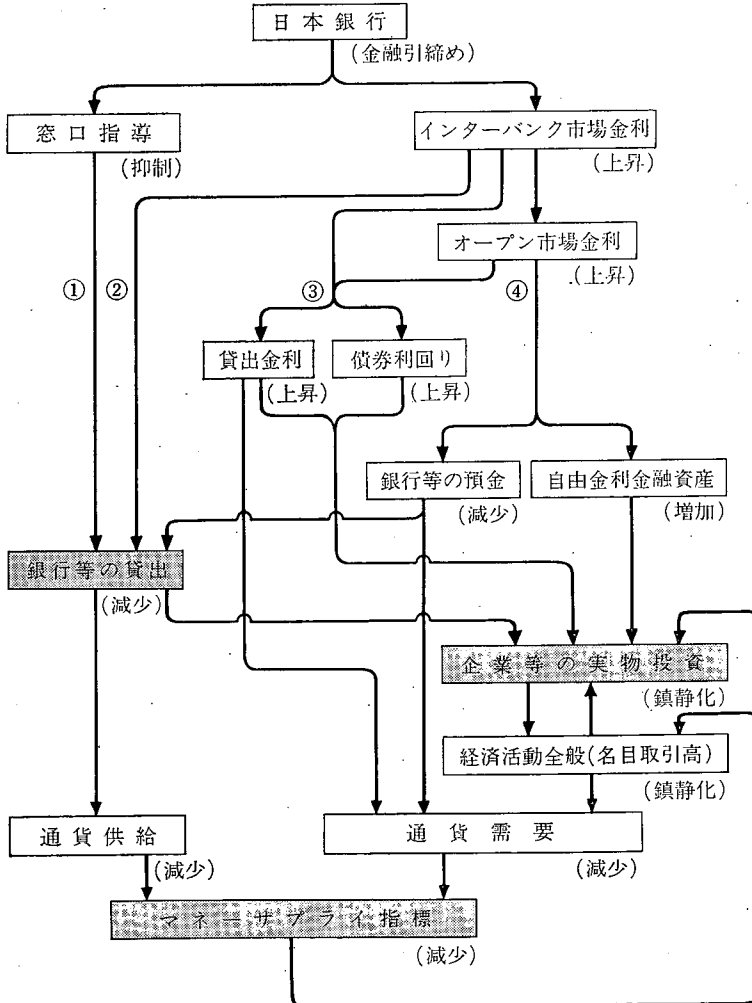 日本銀行
(金融引締め)
窓口指導
(抑制)
インターバンク市場金利
(上昇)
オープン市場金利
(上昇)
①
②
③
④
貸出金利
(上昇)
債券利回り
(上昇)
銀行等の預金
(減少)
自由金利金融資産
(増加)
銀行等の貸出
(減少)
企業等の実物投資
(鎮静化)
経済活動全般(名目取引高)
(鎮静化)
通貨供給
(減少)
通貨需要
(減少)
マネーサプライ指標
(減少)